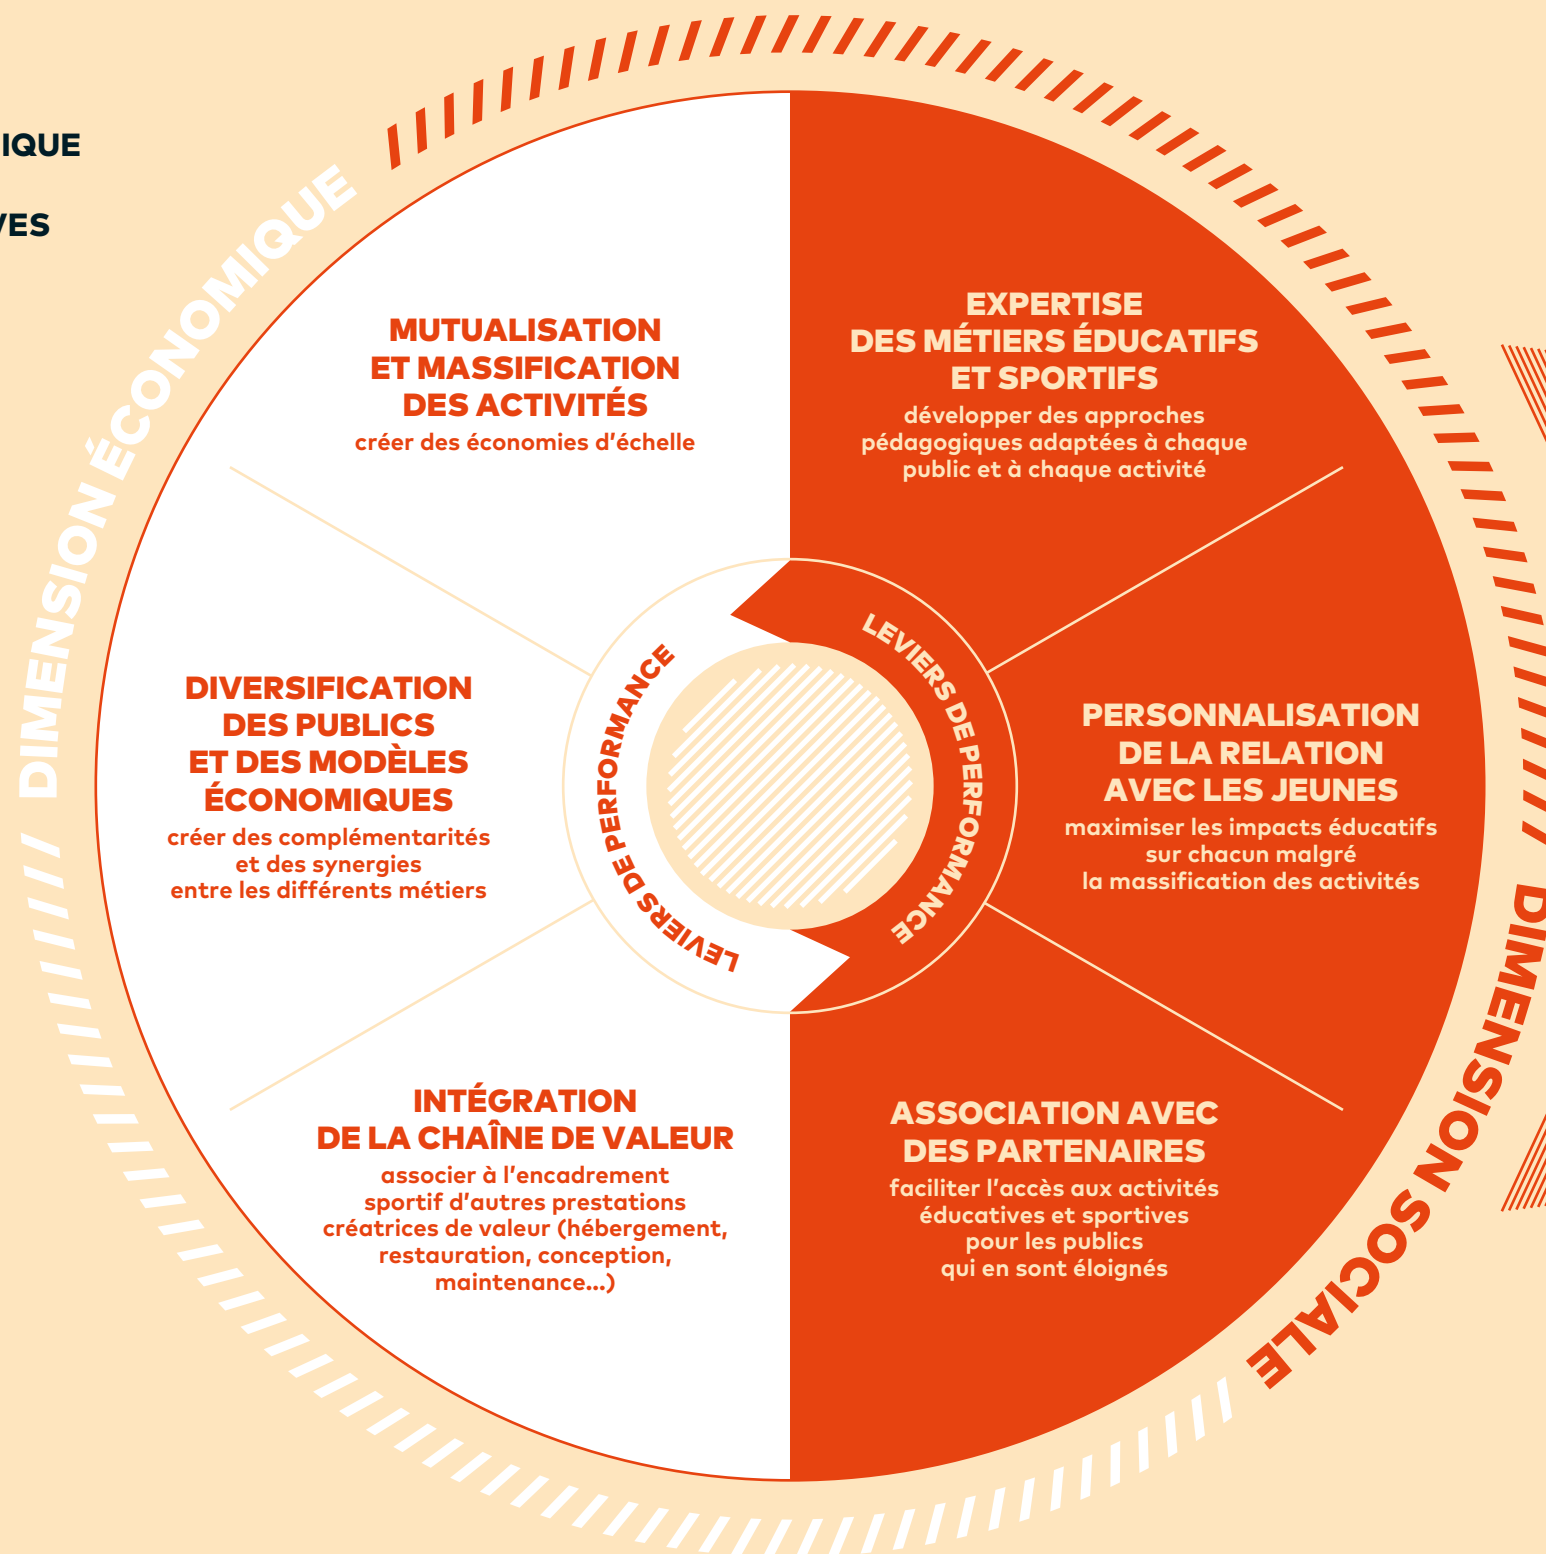 DIMENSION ÉCONOMIQUE
MUTUALISATION
ET MASSIFICATION
DES ACTIVITÉS
créer des économies d'échelle
EXPERTISE
DES MÉTIERS ÉDUCATIFS
ET SPORTIFS
développer des approches
pédagogiques adaptées à chaque
public et à chaque activité
DIVERSIFICATION
DES PUBLICS
ET DES MODÈLES
ÉCONOMIQUES
créer des complémentarités
et des synergies
entre les différents métiers
LEVIERS DE PERFORMANCE
LEVIERS DE PERFORMANCE
PERSONNALISATION
DE LA RELATION
AVEC LES JEUNES
maximiser les impacts éducatifs
sur chacun malgré
la massification des activités
INTÉGRATION
DE LA CHAÎNE DE VALEUR
associer à l'encadrement
sportif d'autres prestations
créatrices de valeur (hébergement,
restauration, conception,
maintenance...)
ASSOCIATION AVEC
DES PARTENAIRES
faciliter l'accès aux activités
éducatives et sportives
pour les publics
qui en sont éloignés
DIMENSION SOCIALE